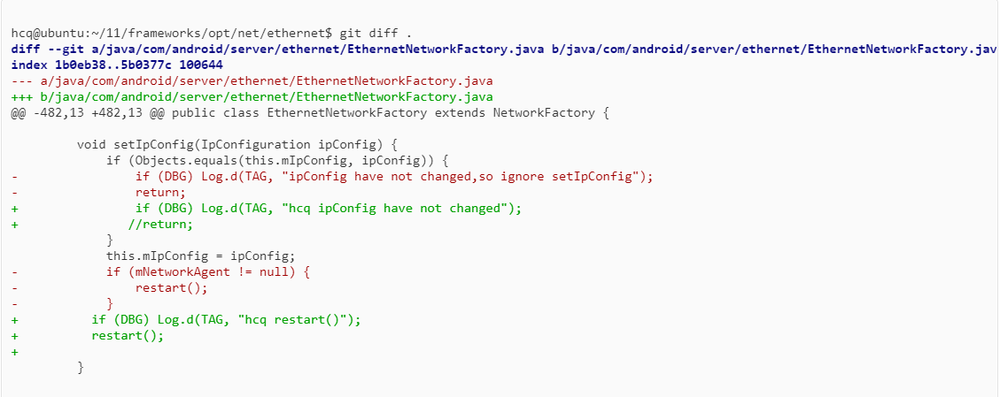 hcq@ubuntu:~/11/frameworks/opt/net/ethernet$ git diff .
diff --git a/java/com/android/server/ethernet/EthernetNetworkFactory.java b/java/com/android/server/ethernet/EthernetNetworkFactory.jav
index 1b0eb38..5b0377c 100644
--- a/java/com/android/server/ethernet/EthernetNetworkFactory.java
+++ b/java/com/android/server/ethernet/EthernetNetworkFactory.java
@@ -482,13 +482,13 @@ public class EthernetNetworkFactory extends NetworkFactory {
         void setIpConfig(IpConfiguration ipConfig) {
             if (Objects.equals(this.mIpConfig, ipConfig)) {
-                if (DBG) Log.d(TAG, "ipConfig have not changed,so ignore setIpConfig");
-                return;
+                if (DBG) Log.d(TAG, "hcq ipConfig have not changed");
+               //return;
             }
             this.mIpConfig = ipConfig;
-            if (mNetworkAgent != null) {
-                restart();
-            }
+          if (DBG) Log.d(TAG, "hcq restart()");
+          restart();
+
         }